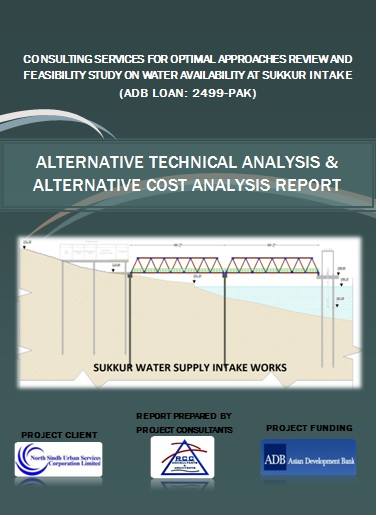 CONSULTING SERVICES FOR OPTIMAL APPROACHES REVIEW AND
FEASIBILITY STUDY ON WATER AVAILABILITY AT SUKKUR INTAKE
(ADB LOAN: 2499-PAK)
ALTERNATIVE TECHNICAL ANALYSIS &
ALTERNATIVE COST ANALYSIS REPORT
SUKKUR WATER SUPPLY INTAKE WORKS
PROJECT CLIENT
North Sindh Urban Services
Corporation Limited
REPORT PREPARED BY
PROJECT CONSULTANTS
PROJECT FUNDING
ADB Asian Development Bank